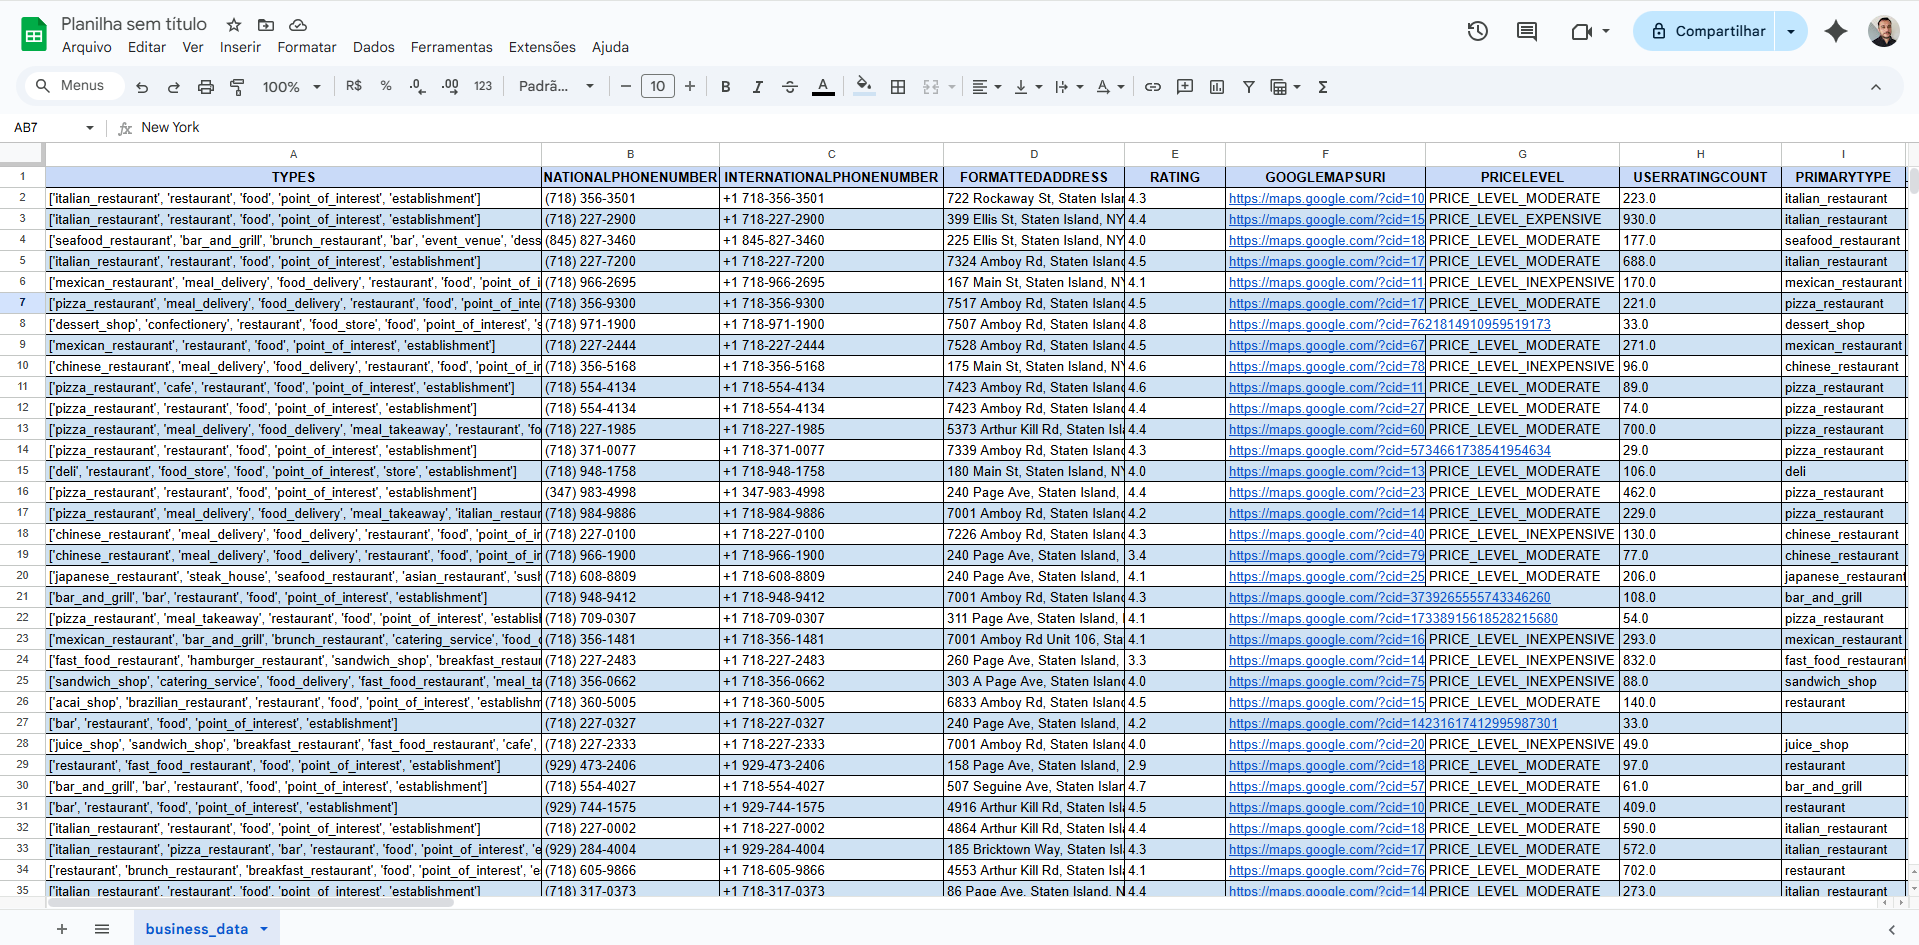 Planilha sem título
Arquivo Editar Ver Inserir Formatar Dados Ferramentas Extensões Ajuda
Compartilhar
Menus 100% R$ % .0 .00 123 Padrã... 10 B I A
AB7 New York
A B C D E F G H I
1 TYPES NATIONALPHONENUMBER INTERNATIONALPHONENUMBER FORMATTEDADDRESS RATING GOOGLEMAPSURI PRICELEVEL USERRATINGCOUNT PRIMARYTYPE
2 ['italian_restaurant', 'restaurant', 'food', 'point_of_interest', 'establishment'] (718) 356-3501 +1 718-356-3501 722 Rockaway St, Staten Islan 4.3 https://maps.google.com/?cid=10 PRICE_LEVEL_MODERATE 223.0 italian_restaurant
3 ['italian_restaurant', 'restaurant', 'food', 'point_of_interest', 'establishment'] (718) 227-2900 +1 718-227-2900 399 Ellis St, Staten Island, NY 4.4 https://maps.google.com/?cid=15 PRICE_LEVEL_EXPENSIVE 930.0 italian_restaurant
4 ['seafood_restaurant', 'bar_and_grill', 'brunch_restaurant', 'bar', 'event_venue', 'dess (845) 827-3460 +1 845-827-3460 225 Ellis St, Staten Island, NY 4.0 https://maps.google.com/?cid=18 PRICE_LEVEL_MODERATE 177.0 seafood_restaurant
5 ['italian_restaurant', 'restaurant', 'food', 'point_of_interest', 'establishment'] (718) 227-7200 +1 718-227-7200 7324 Amboy Rd, Staten Island 4.5 https://maps.google.com/?cid=17 PRICE_LEVEL_MODERATE 688.0 italian_restaurant
6 ['mexican_restaurant', 'meal_delivery', 'food_delivery', 'restaurant', 'food', 'point_of_i (718) 966-2695 +1 718-966-2695 167 Main St, Staten Island, NY 4.1 https://maps.google.com/?cid=11 PRICE_LEVEL_INEXPENSIVE 170.0 mexican_restaurant
7 ['pizza_restaurant', 'meal_delivery', 'food_delivery', 'restaurant', 'food', 'point_of_inte (718) 356-9300 +1 718-356-9300 7517 Amboy Rd, Staten Island 4.5 https://maps.google.com/?cid=17 PRICE_LEVEL_MODERATE 221.0 pizza_restaurant
8 ['dessert_shop', 'confectionery', 'restaurant', 'food_store', 'food', 'point_of_interest', 's (718) 971-1900 +1 718-971-1900 7507 Amboy Rd, Staten Island 4.8 https://maps.google.com/?cid=7621814910959519173 33.0 dessert_shop
9 ['mexican_restaurant', 'restaurant', 'food', 'point_of_interest', 'establishment'] (718) 227-2444 +1 718-227-2444 7528 Amboy Rd, Staten Island 4.5 https://maps.google.com/?cid=67 PRICE_LEVEL_MODERATE 271.0 mexican_restaurant
10 ['chinese_restaurant', 'meal_delivery', 'food_delivery', 'restaurant', 'food', 'point_of_in (718) 356-5168 +1 718-356-5168 175 Main St, Staten Island, NY 4.6 https://maps.google.com/?cid=78 PRICE_LEVEL_INEXPENSIVE 96.0 chinese_restaurant
11 ['pizza_restaurant', 'cafe', 'restaurant', 'food', 'point_of_interest', 'establishment'] (718) 554-4134 +1 718-554-4134 7423 Amboy Rd, Staten Island 4.6 https://maps.google.com/?cid=11 PRICE_LEVEL_MODERATE 89.0 pizza_restaurant
12 ['pizza_restaurant', 'restaurant', 'food', 'point_of_interest', 'establishment'] (718) 554-4134 +1 718-554-4134 7423 Amboy Rd, Staten Island 4.4 https://maps.google.com/?cid=27 PRICE_LEVEL_MODERATE 74.0 pizza_restaurant
13 ['pizza_restaurant', 'meal_delivery', 'food_delivery', 'meal_takeaway', 'restaurant', 'fo (718) 227-1985 +1 718-227-1985 5373 Arthur Kill Rd, Staten Isla 4.4 https://maps.google.com/?cid=60 PRICE_LEVEL_MODERATE 700.0 pizza_restaurant
14 ['pizza_restaurant', 'restaurant', 'food', 'point_of_interest', 'establishment'] (718) 371-0077 +1 718-371-0077 7339 Amboy Rd, Staten Island 4.3 https://maps.google.com/?cid=5734661738541954634 29.0 pizza_restaurant
15 ['deli', 'restaurant', 'food_store', 'food', 'point_of_interest', 'store', 'establishment'] (718) 948-1758 +1 718-948-1758 180 Main St, Staten Island, NY 4.0 https://maps.google.com/?cid=13 PRICE_LEVEL_MODERATE 106.0 deli
16 ['pizza_restaurant', 'restaurant', 'food', 'point_of_interest', 'establishment'] (347) 983-4998 +1 347-983-4998 240 Page Ave, Staten Island, 4.4 https://maps.google.com/?cid=23 PRICE_LEVEL_MODERATE 462.0 pizza_restaurant
17 ['pizza_restaurant', 'meal_delivery', 'food_delivery', 'meal_takeaway', 'italian_restaur (718) 984-9886 +1 718-984-9886 7001 Amboy Rd, Staten Island 4.2 https://maps.google.com/?cid=14 PRICE_LEVEL_MODERATE 229.0 pizza_restaurant
18 ['chinese_restaurant', 'meal_delivery', 'food_delivery', 'restaurant', 'food', 'point_of_in (718) 227-0100 +1 718-227-0100 7226 Amboy Rd, Staten Island 4.3 https://maps.google.com/?cid=40 PRICE_LEVEL_INEXPENSIVE 130.0 chinese_restaurant
19 ['chinese_restaurant', 'meal_delivery', 'food_delivery', 'restaurant', 'food', 'point_of_in (718) 966-1900 +1 718-966-1900 240 Page Ave, Staten Island, 3.4 https://maps.google.com/?cid=79 PRICE_LEVEL_MODERATE 77.0 chinese_restaurant
20 ['japanese_restaurant', 'steak_house', 'seafood_restaurant', 'asian_restaurant', 'sush (718) 608-8809 +1 718-608-8809 240 Page Ave, Staten Island, 4.1 https://maps.google.com/?cid=25 PRICE_LEVEL_MODERATE 206.0 japanese_restaurant
21 ['bar_and_grill', 'bar', 'restaurant', 'food', 'point_of_interest', 'establishment'] (718) 948-9412 +1 718-948-9412 7001 Amboy Rd, Staten Island 4.3 https://maps.google.com/?cid=3739265555743346260 108.0 bar_and_grill
22 ['pizza_restaurant', 'meal_takeaway', 'restaurant', 'food', 'point_of_interest', 'establisl (718) 709-0307 +1 718-709-0307 311 Page Ave, Staten Island, 4.1 https://maps.google.com/?cid=17338915618528215680 54.0 pizza_restaurant
23 ['mexican_restaurant', 'bar_and_grill', 'brunch_restaurant', 'catering_service', 'food_c (718) 356-1481 +1 718-356-1481 7001 Amboy Rd Unit 106, Sta 4.1 https://maps.google.com/?cid=16 PRICE_LEVEL_INEXPENSIVE 293.0 mexican_restaurant
24 ['fast_food_restaurant', 'hamburger_restaurant', 'sandwich_shop', 'breakfast_restaur (718) 227-2483 +1 718-227-2483 260 Page Ave, Staten Island, 3.3 https://maps.google.com/?cid=14 PRICE_LEVEL_INEXPENSIVE 832.0 fast_food_restaurant
25 ['sandwich_shop', 'catering_service', 'food_delivery', 'fast_food_restaurant', 'meal_ta (718) 356-0662 +1 718-356-0662 303 A Page Ave, Staten Island 4.0 https://maps.google.com/?cid=75 PRICE_LEVEL_INEXPENSIVE 88.0 sandwich_shop
26 ['acai_shop', 'brazilian_restaurant', 'restaurant', 'food', 'point_of_interest', 'establishm (718) 360-5005 +1 718-360-5005 6833 Amboy Rd, Staten Island 4.5 https://maps.google.com/?cid=15 PRICE_LEVEL_MODERATE 140.0 restaurant
27 ['bar', 'restaurant', 'food', 'point_of_interest', 'establishment'] (718) 227-0327 +1 718-227-0327 240 Page Ave, Staten Island, 4.2 https://maps.google.com/?cid=14231617412995987301 33.0
28 ['juice_shop', 'sandwich_shop', 'breakfast_restaurant', 'fast_food_restaurant', 'cafe', (718) 227-2333 +1 718-227-2333 7001 Amboy Rd, Staten Island 4.0 https://maps.google.com/?cid=20 PRICE_LEVEL_INEXPENSIVE 49.0 juice_shop
29 ['restaurant', 'fast_food_restaurant', 'food', 'point_of_interest', 'establishment'] (929) 473-2406 +1 929-473-2406 158 Page Ave, Staten Island, 2.9 https://maps.google.com/?cid=18 PRICE_LEVEL_MODERATE 97.0 restaurant
30 ['bar_and_grill', 'bar', 'restaurant', 'food', 'point_of_interest', 'establishment'] (718) 554-4027 +1 718-554-4027 507 Seguine Ave, Staten Islan 4.7 https://maps.google.com/?cid=57 PRICE_LEVEL_MODERATE 61.0 bar_and_grill
31 ['bar', 'restaurant', 'food', 'point_of_interest', 'establishment'] (929) 744-1575 +1 929-744-1575 4916 Arthur Kill Rd, Staten Isla 4.5 https://maps.google.com/?cid=10 PRICE_LEVEL_MODERATE 409.0 restaurant
32 ['italian_restaurant', 'restaurant', 'food', 'point_of_interest', 'establishment'] (718) 227-0002 +1 718-227-0002 4864 Arthur Kill Rd, Staten Isla 4.4 https://maps.google.com/?cid=18 PRICE_LEVEL_MODERATE 590.0 italian_restaurant
33 ['italian_restaurant', 'pizza_restaurant', 'bar', 'restaurant', 'food', 'point_of_interest', 'e (929) 284-4004 +1 929-284-4004 185 Bricktown Way, Staten Isl 4.3 https://maps.google.com/?cid=17 PRICE_LEVEL_MODERATE 572.0 italian_restaurant
34 ['restaurant', 'brunch_restaurant', 'breakfast_restaurant', 'food', 'point_of_interest', 'e (718) 605-9866 +1 718-605-9866 4553 Arthur Kill Rd, Staten Isla 4.1 https://maps.google.com/?cid=76 PRICE_LEVEL_MODERATE 702.0 restaurant
35 ['italian_restaurant', 'restaurant', 'food', 'point_of_interest', 'establishment'] (718) 317-0373 +1 718-317-0373 86 Page Ave, Staten Island, N 4.4 https://maps.google.com/?cid=14 PRICE_LEVEL_MODERATE 273.0 italian_restaurant
business_data